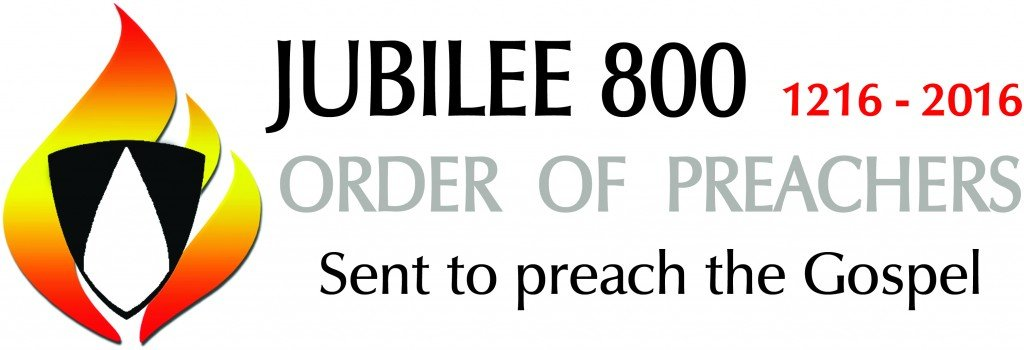 JUBILEE 800 1216 - 2016
ORDER OF PREACHERS
Sent to preach the Gospel